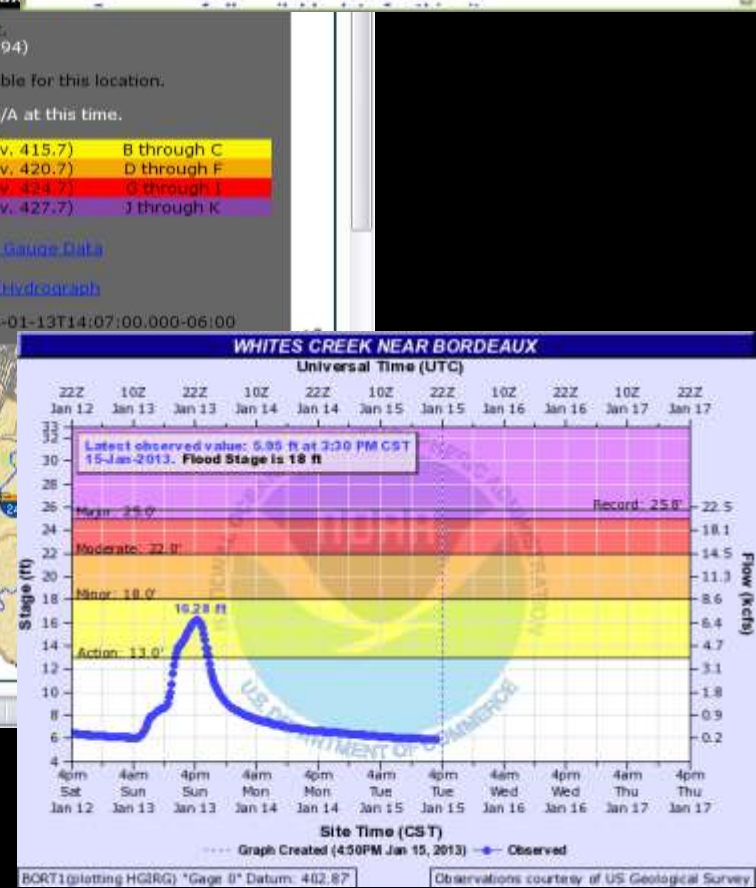 94)
ble for this location.
/A at this time.
v. 415.7) B through C
v. 420.7) D through F
v. 424.7) G through I
v. 427.7) J through K
Gauge Data
Hydrograph
-01-13T14:07:00.000-06:00
WHITES CREEK NEAR BORDEAUX
Universal Time (UTC)
22Z 10Z 22Z 10Z 22Z 10Z 22Z 10Z 22Z 10Z 22Z
Jan 12 Jan 13 Jan 13 Jan 14 Jan 14 Jan 15 Jan 15 Jan 16 Jan 16 Jan 17 Jan 17
Latest observed value: 5.95 ft at 3:30 PM CST
15-Jan-2013. Flood Stage is 18 ft
33
32
30
28
26 Major: 25.0' Record: 25.8' 22.5
24 18.1
22 Moderate: 22.0' 14.5
20 11.3
18 Minor: 18.0' 8.6
16.28 ft
16 6.4
14 4.7
Action: 13.0'
12 3.1
10 1.8
8 0.9
6 0.2
4
Stage (ft)
Flow (kcfs)
NOAA
U.S. DEPARTMENT OF COMMERCE
4pm 4am 4pm 4am 4pm 4am 4pm 4am 4pm 4am 4pm
Sat Sun Sun Mon Mon Tue Tue Wed Wed Thu Thu
Jan 12 Jan 13 Jan 13 Jan 14 Jan 14 Jan 15 Jan 15 Jan 16 Jan 16 Jan 17 Jan 17
Site Time (CST)
Graph Created (4:50PM Jan 15, 2013) Observed
BORT1(plotting HGIRG) "Gage 0" Datum: 402.87 Observations courtesy of US Geological Survey